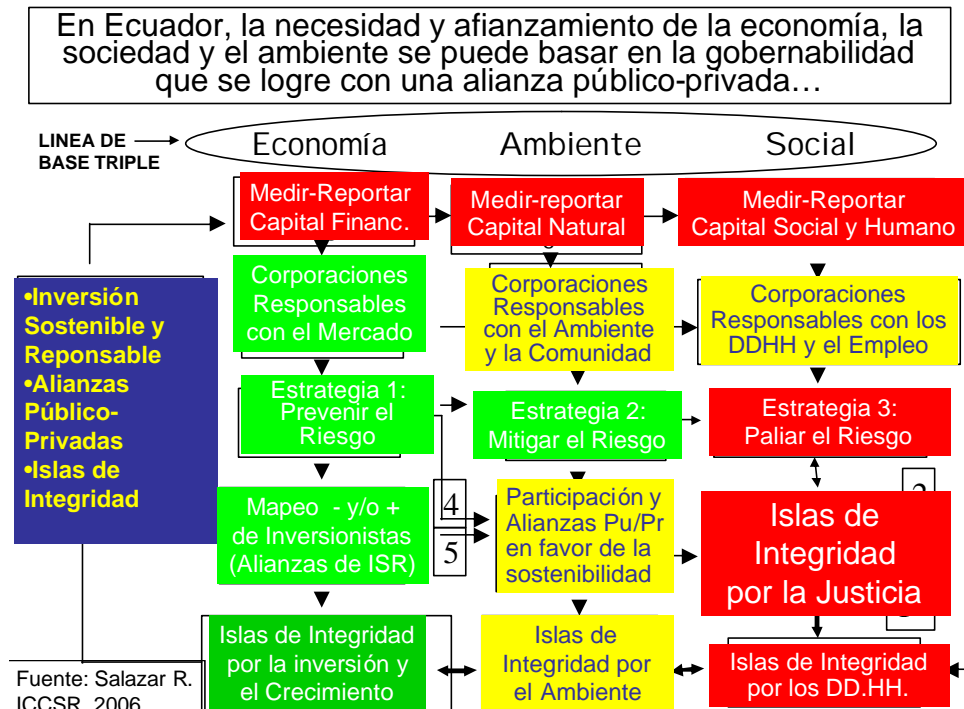 En Ecuador, la necesidad y afianzamiento de la economía, la
sociedad y el ambiente se puede basar en la gobernabilidad
que se logre con una alianza público-privada…
LINEA DE
BASE TRIPLE
Economía
Ambiente
Social
Medir-Reportar
Capital Financ.
Medir-reportar
Capital Natural
Medir-Reportar
Capital Social y Humano
•Inversión
Sostenible y
Reponsable
•Alianzas
Público-
Privadas
•Islas de
Integridad
Corporaciones
Responsables
con el Mercado
Corporaciones
Responsables
con el Ambiente
y la Comunidad
Corporaciones
Responsables con los
DDHH y el Empleo
Estrategia 1:
Prevenir el
Riesgo
Estrategia 2:
Mitigar el Riesgo
Estrategia 3:
Paliar el Riesgo
Mapeo - y/o +
de Inversionistas
(Alianzas de ISR)
4
5
Participación y
Alianzas Pu/Pr
en favor de la
sostenibilidad
Islas de
Integridad
por la Justicia
Islas de Integridad
por la inversión y
el Crecimiento
Islas de
Integridad por
el Ambiente
Islas de Integridad
por los DD.HH.
Fuente: Salazar R.
ICCSR, 2006